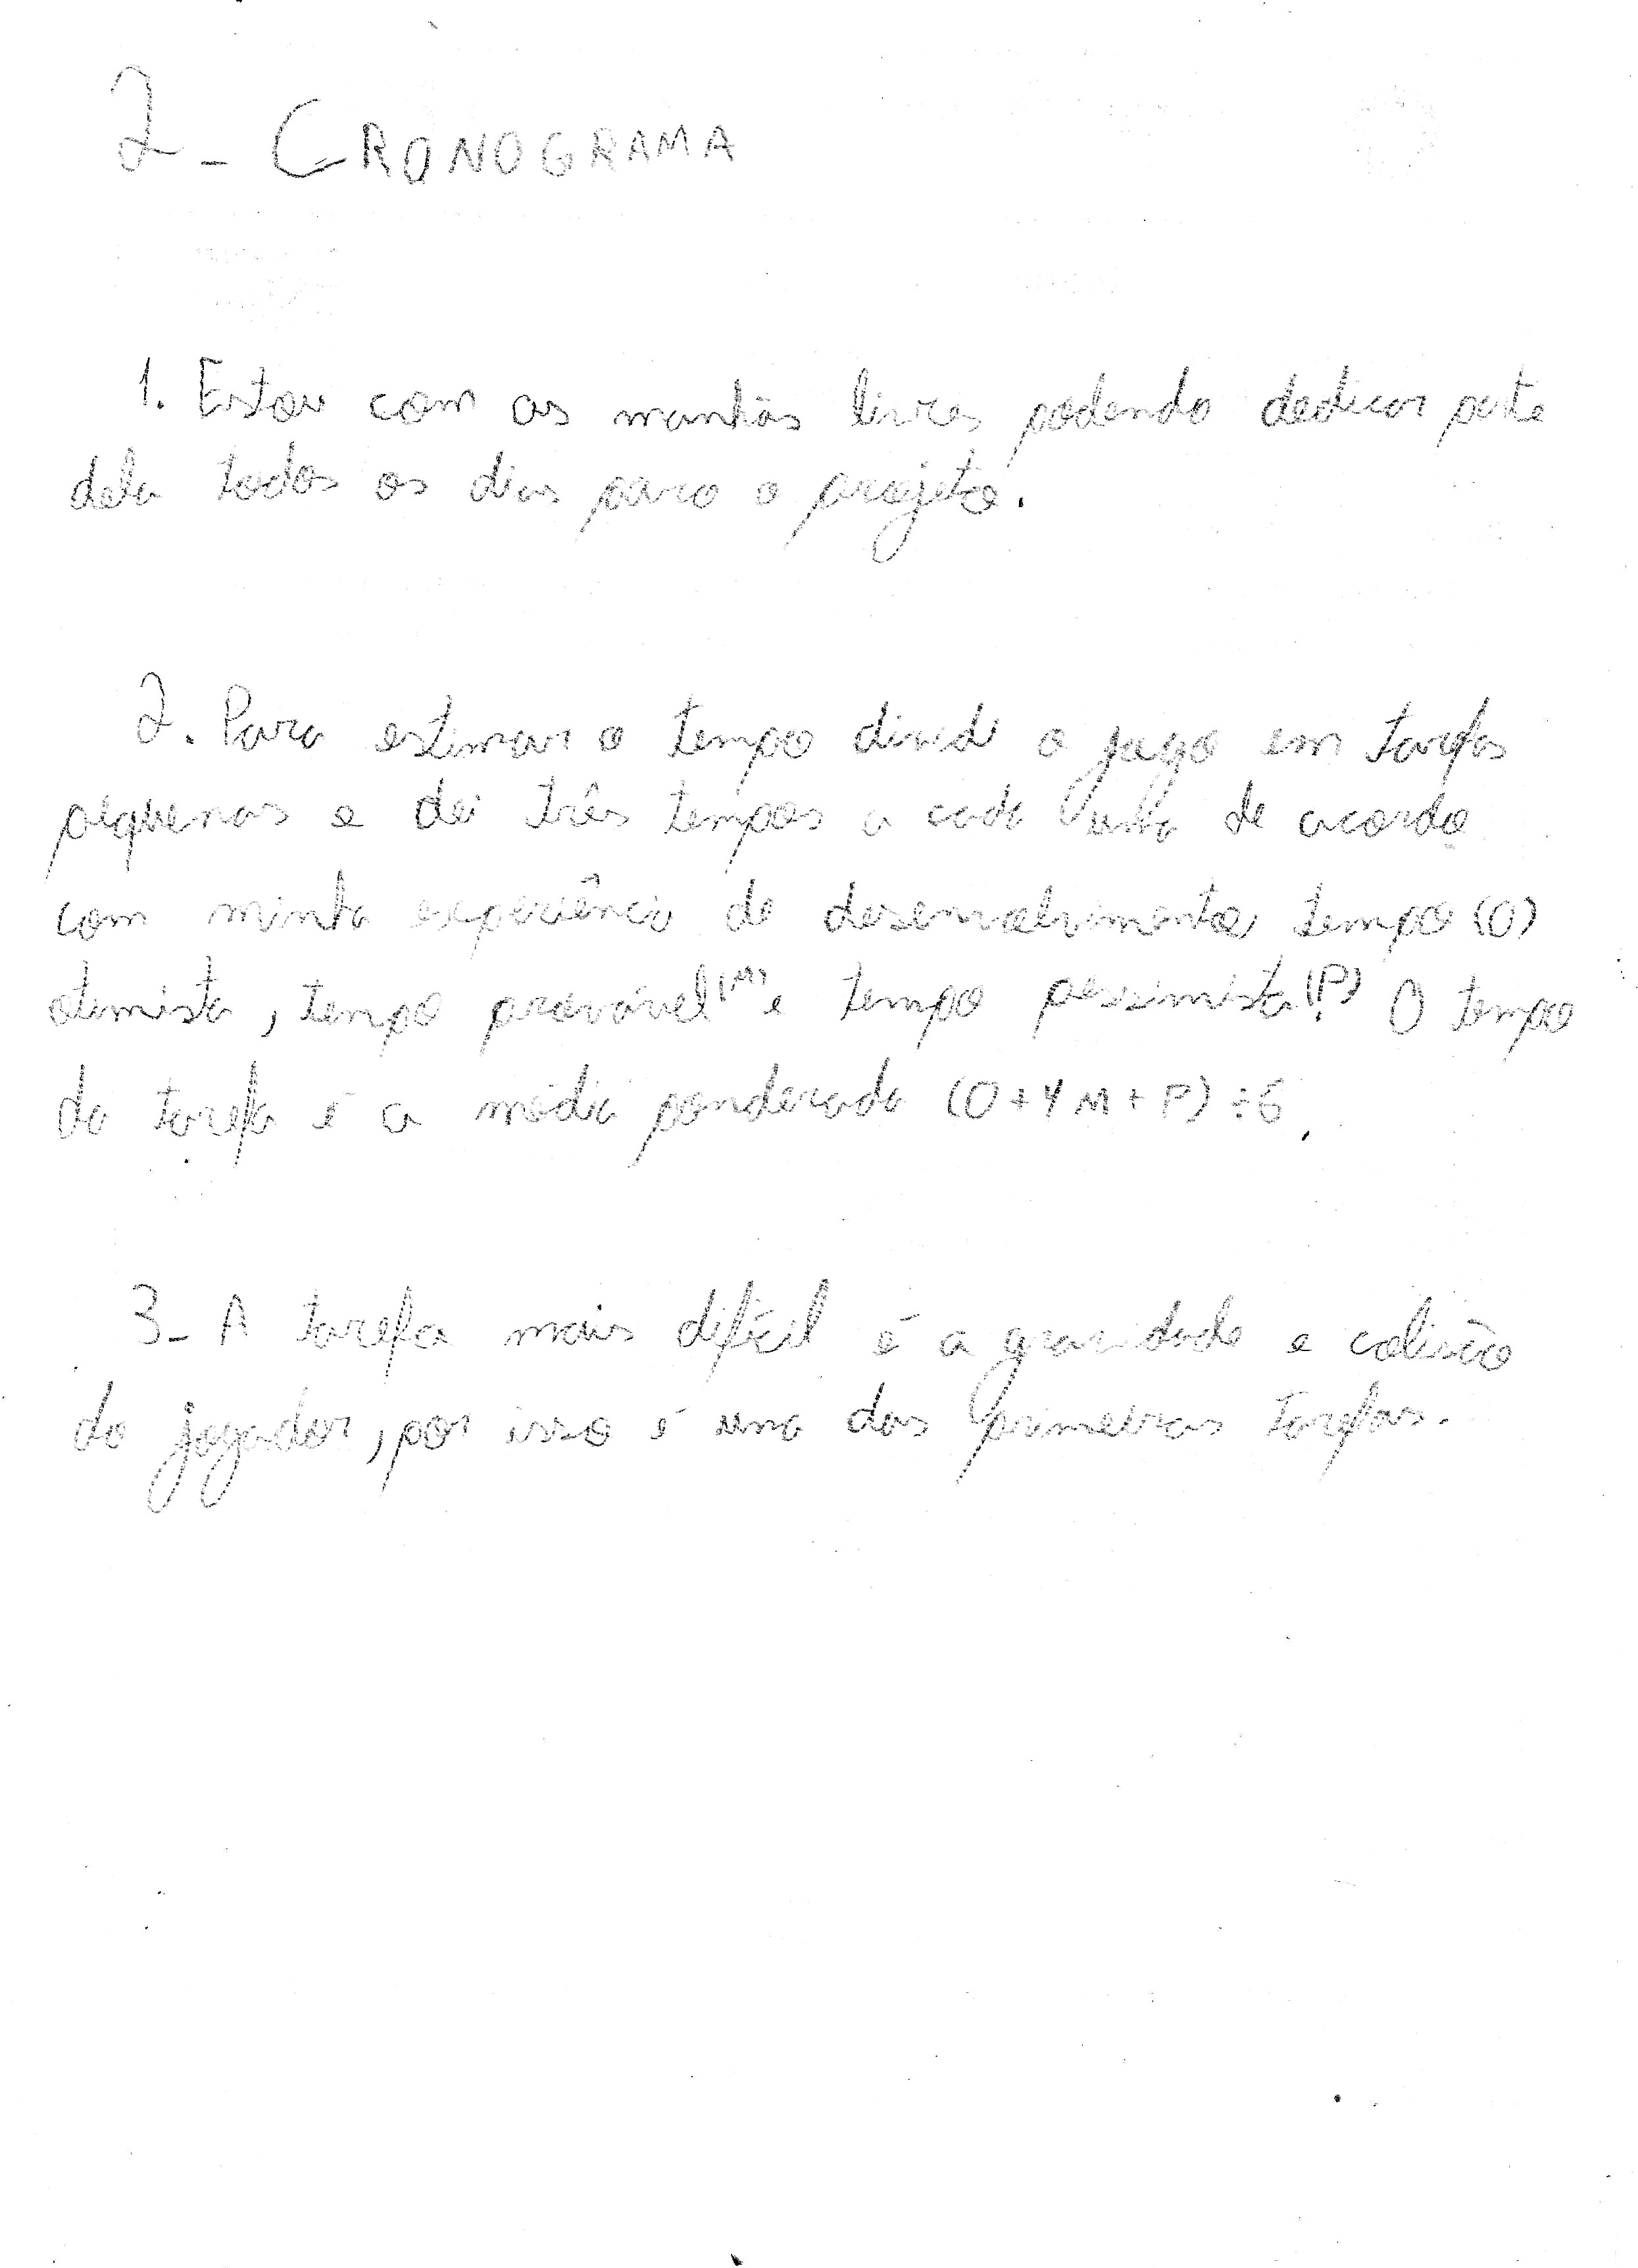 2 - CRONOGRAMA
1. Estou com as manhãs livres podendo dedicar parte
dela todos os dias para o projeto.
2. Para estimar o tempo dividi o jogo em tarefas
pequenas e dei três tempos a cada uma de acordo
com minha experiência de desenvolvimento, tempo (O)
otimista, tempo provável (M) e tempo pessimista (P). O tempo
da tarefa é a média ponderada (O + 4M + P) ÷ 6.
3- A tarefa mais difícil é a gravidade e colisão
do jogador, por isso é uma das primeiras tarefas.